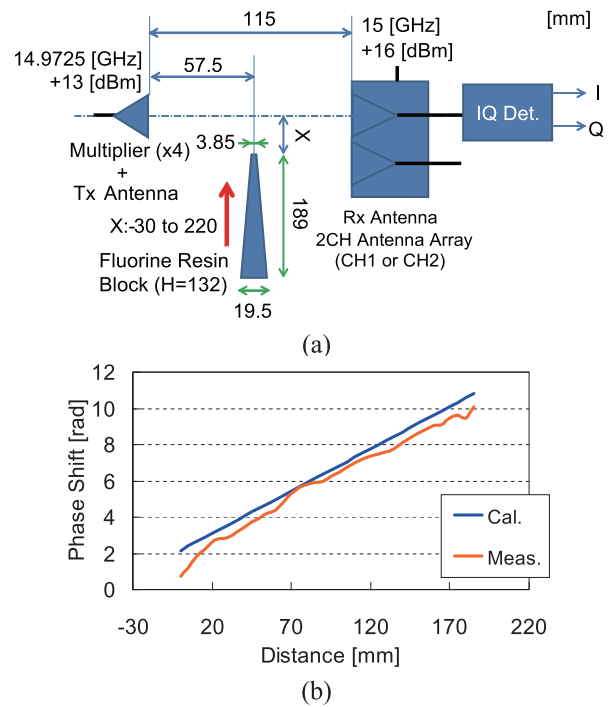 115
15 [GHz]
+16 [dBm]
[mm]
14.9725 [GHz]
+13 [dBm]
57.5
I
IQ Det.
Q
X
3.85
Multiplier (x4)
+
Tx Antenna
X:-30 to 220
189
Fluorine Resin
Block (H=132)
Rx Antenna
2CH Antenna Array
(CH1 or CH2)
19.5
(a)
12
10
8
6
4
2
0
Phase Shift [rad]
Cal.
Meas.
-30 20 70 120 170 220
Distance [mm]
(b)